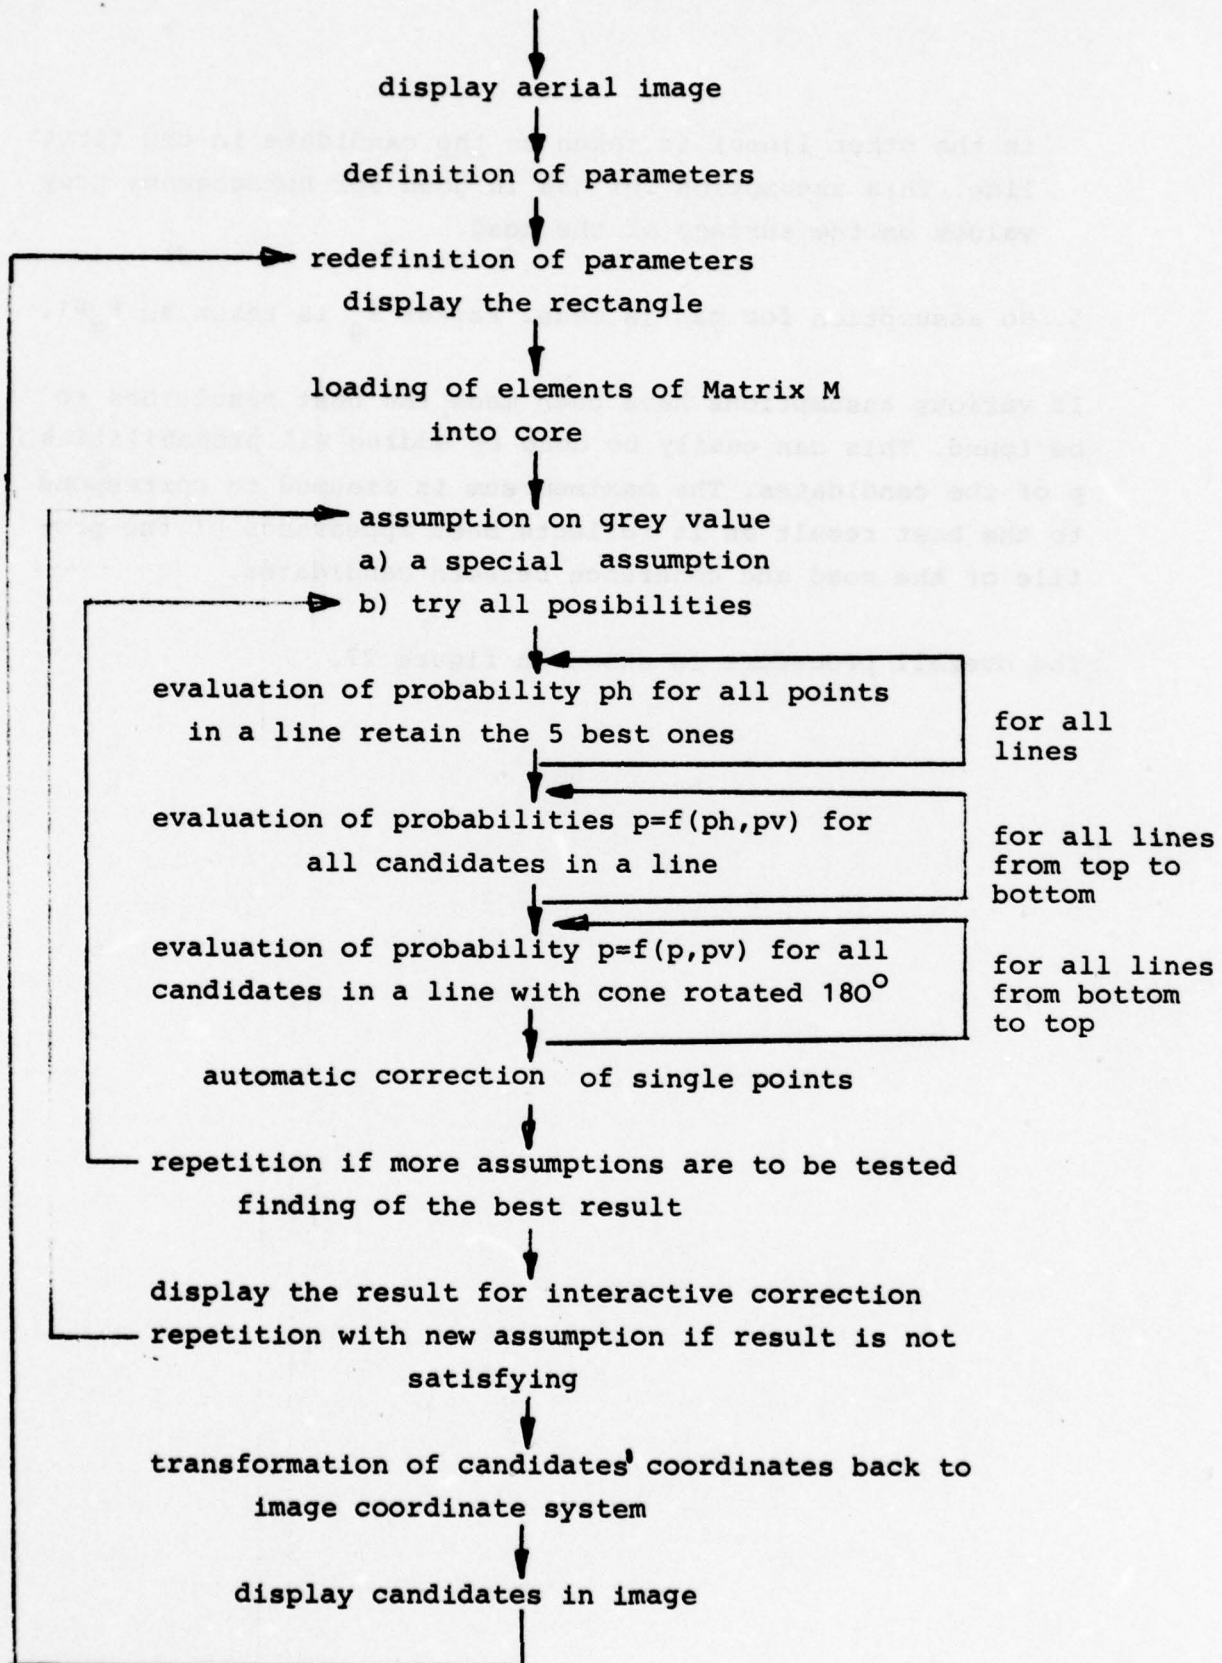 display aerial image
definition of parameters
redefinition of parameters
display the rectangle
loading of elements of Matrix M
into core
assumption on grey value
a) a special assumption
b) try all posibilities
evaluation of probability ph for all points
in a line retain the 5 best ones
for all
lines
evaluation of probabilities p=f(ph,pv) for
all candidates in a line
for all lines
from top to
bottom
evaluation of probability p=f(p,pv) for all
candidates in a line with cone rotated 180°
for all lines
from bottom
to top
automatic correction of single points
repetition if more assumptions are to be tested
finding of the best result
display the result for interactive correction
repetition with new assumption if result is not
satisfying
transformation of candidates' coordinates back to
image coordinate system
display candidates in image